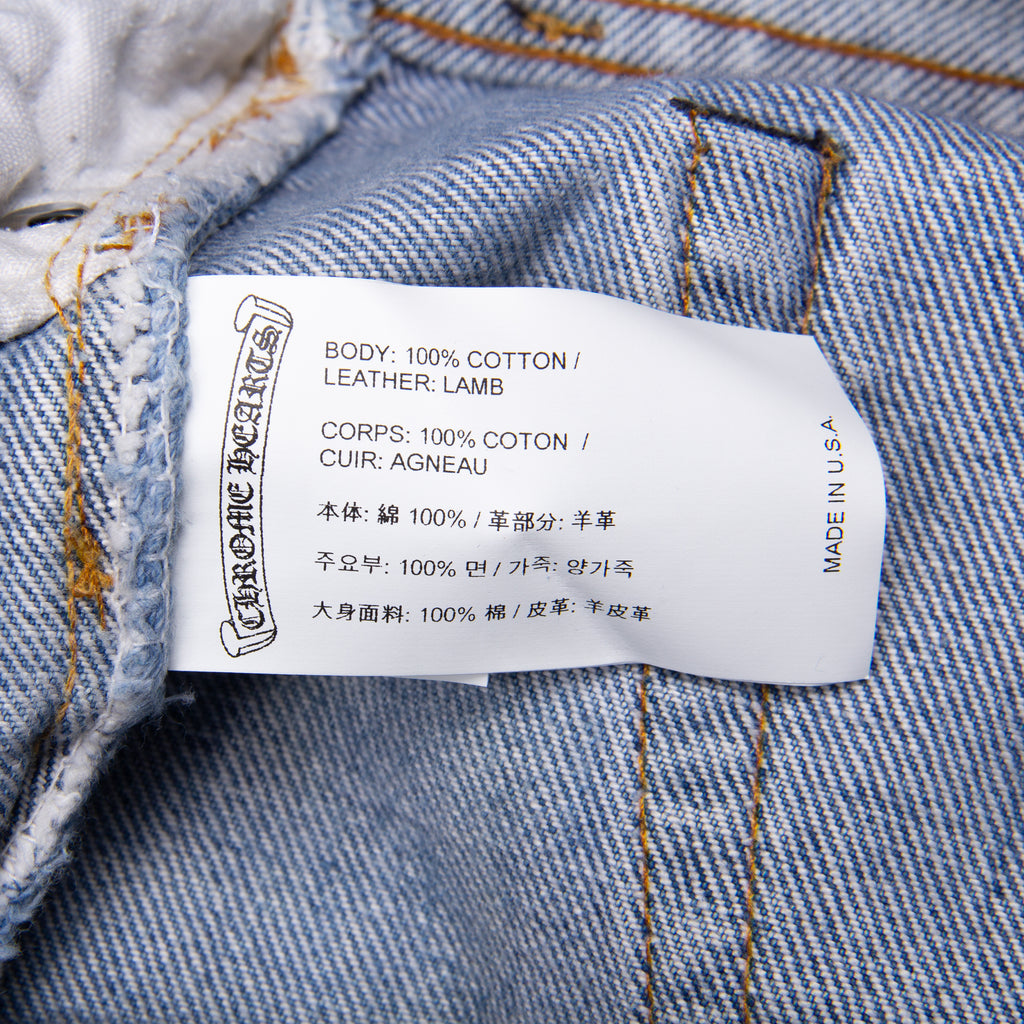 CHROME HEARTS
BODY: 100% COTTON /
LEATHER: LAMB
CORPS: 100% COTON /
CUIR: AGNEAU
本体: 綿 100% / 革部分: 羊革
주요부: 100% 면 / 가죽: 양가죽
大身面料: 100% 棉 / 皮革: 羊皮革
MADE IN U.S.A.